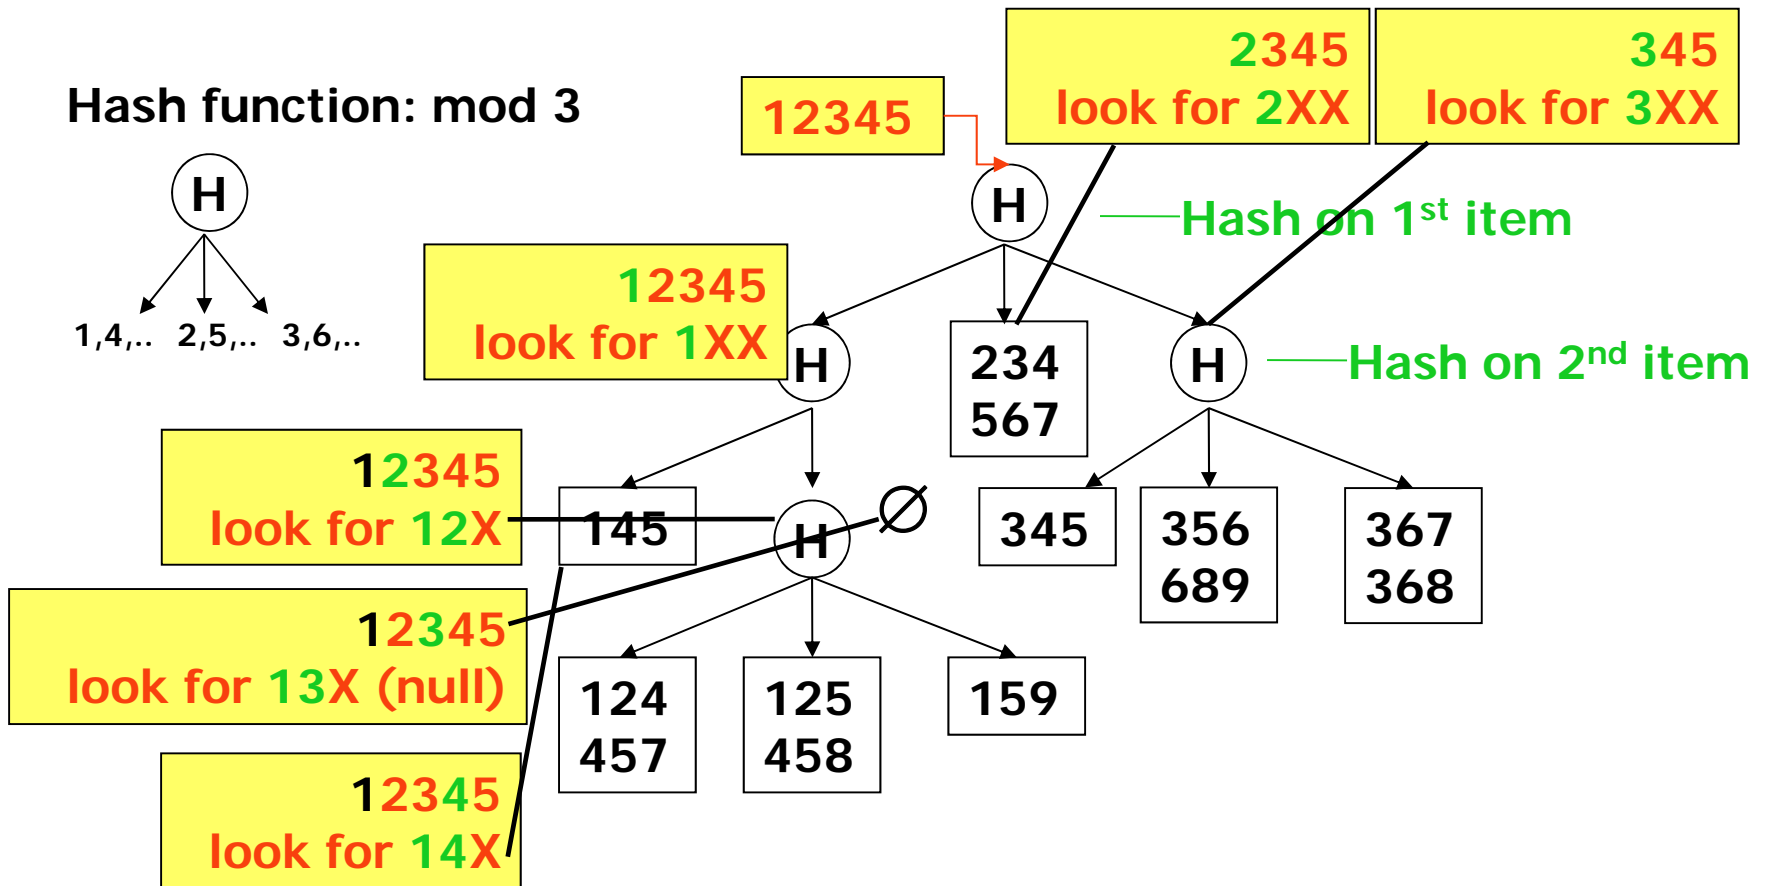 2345
look for 2XX
345
look for 3XX
Hash function: mod 3
12345
H
H
Hash on 1st item
12345
look for 1XX
1,4,.. 2,5,.. 3,6,..
H
234
567
H
Hash on 2nd item
12345
look for 12X
145
H
∅
345
356
689
367
368
12345
look for 13X (null)
124
457
125
458
159
12345
look for 14X